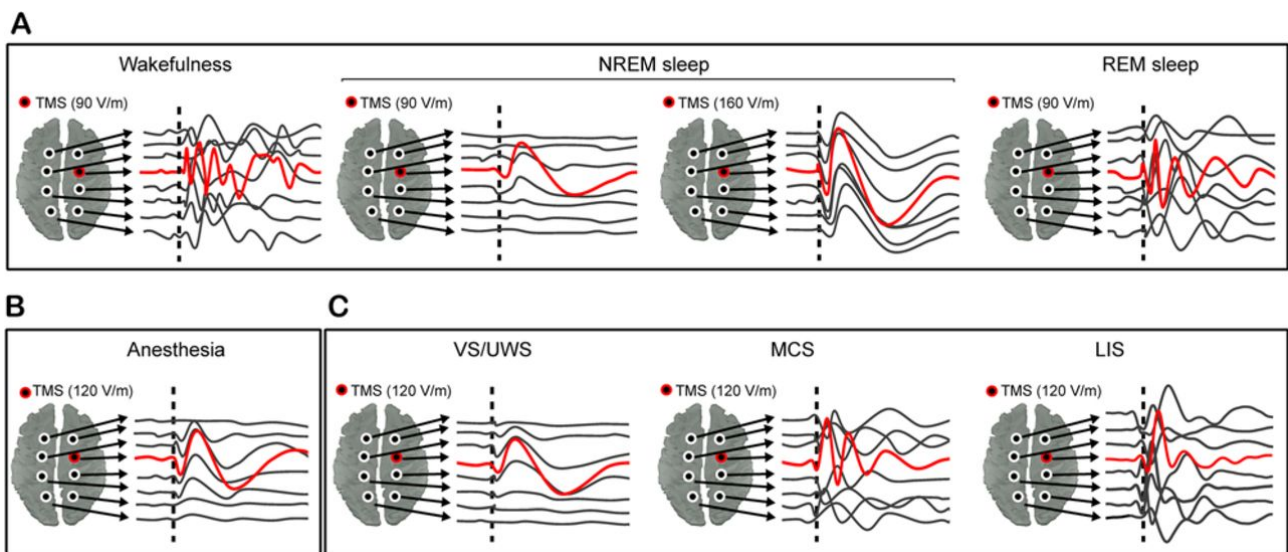 A
Wakefulness
NREM sleep
REM sleep
TMS (90 V/m)
TMS (90 V/m)
TMS (160 V/m)
TMS (90 V/m)
B
C
Anesthesia
VS/UWS
MCS
LIS
TMS (120 V/m)
TMS (120 V/m)
TMS (120 V/m)
TMS (120 V/m)